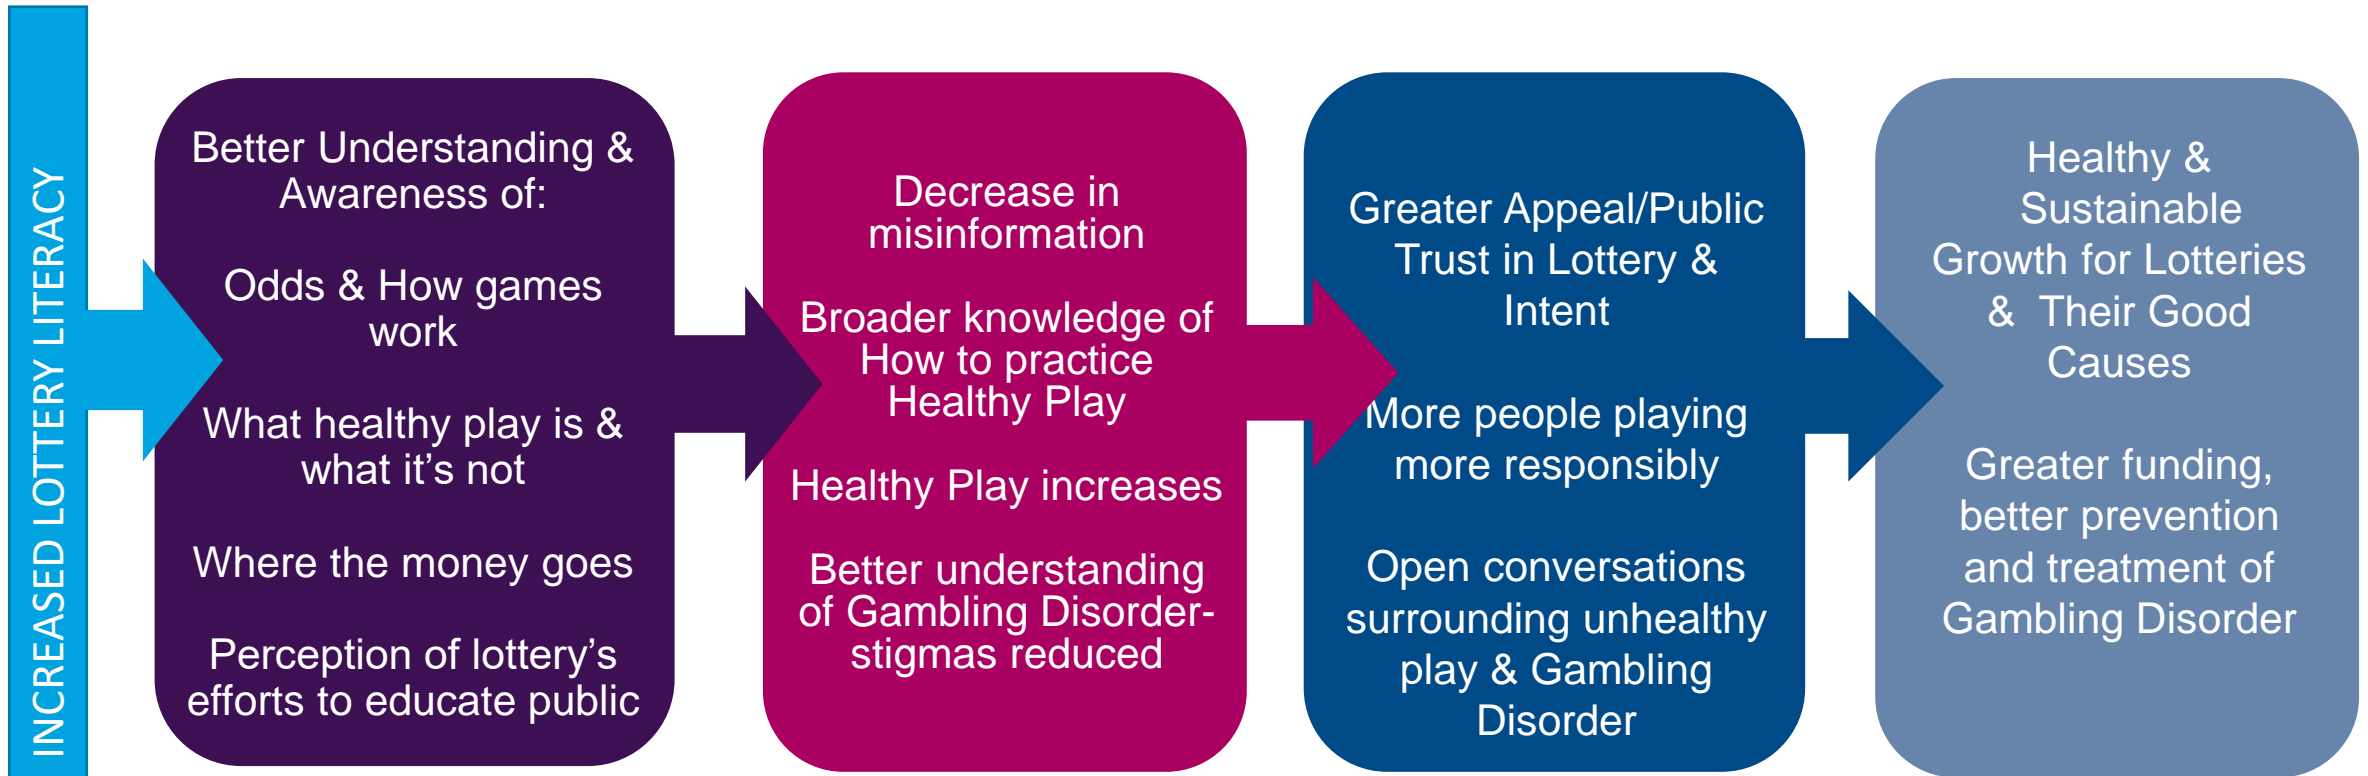 INCREASED LOTTERY LITERACY
Better Understanding &
Awareness of:
Odds & How games
work
What healthy play is &
what it's not
Where the money goes
Perception of lottery's
efforts to educate public
Decrease in
misinformation
Broader knowledge of
How to practice
Healthy Play
Healthy Play increases
Better understanding
of Gambling Disorder-
stigmas reduced
Greater Appeal/Public
Trust in Lottery &
Intent
More people playing
more responsibly
Open conversations
surrounding unhealthy
play & Gambling
Disorder
Healthy &
Sustainable
Growth for Lotteries
& Their Good
Causes
Greater funding,
better prevention
and treatment of
Gambling Disorder